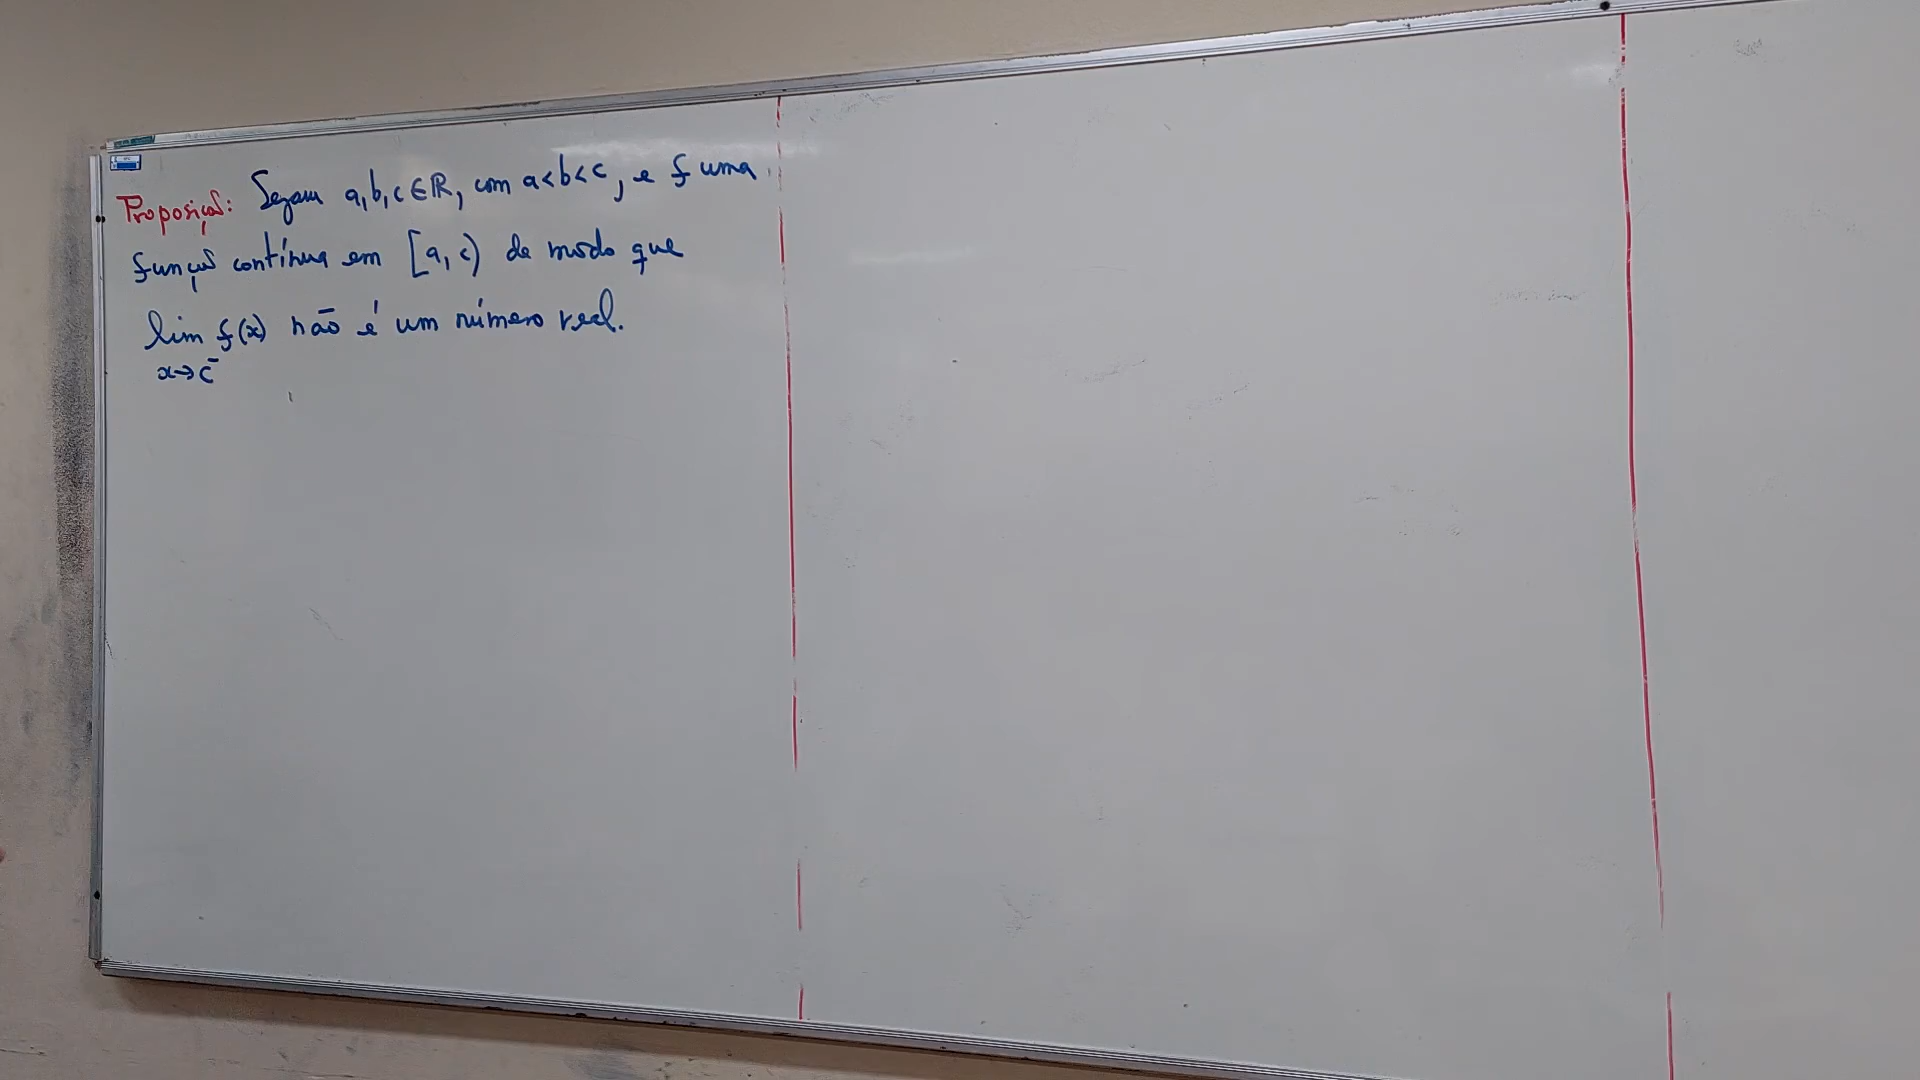 Proposição: Sejam a, b, c ∈ ℝ, com a < b < c, e f uma
função contínua em [a, c) de modo que
lim f(x) não é um número real.
x→c⁻